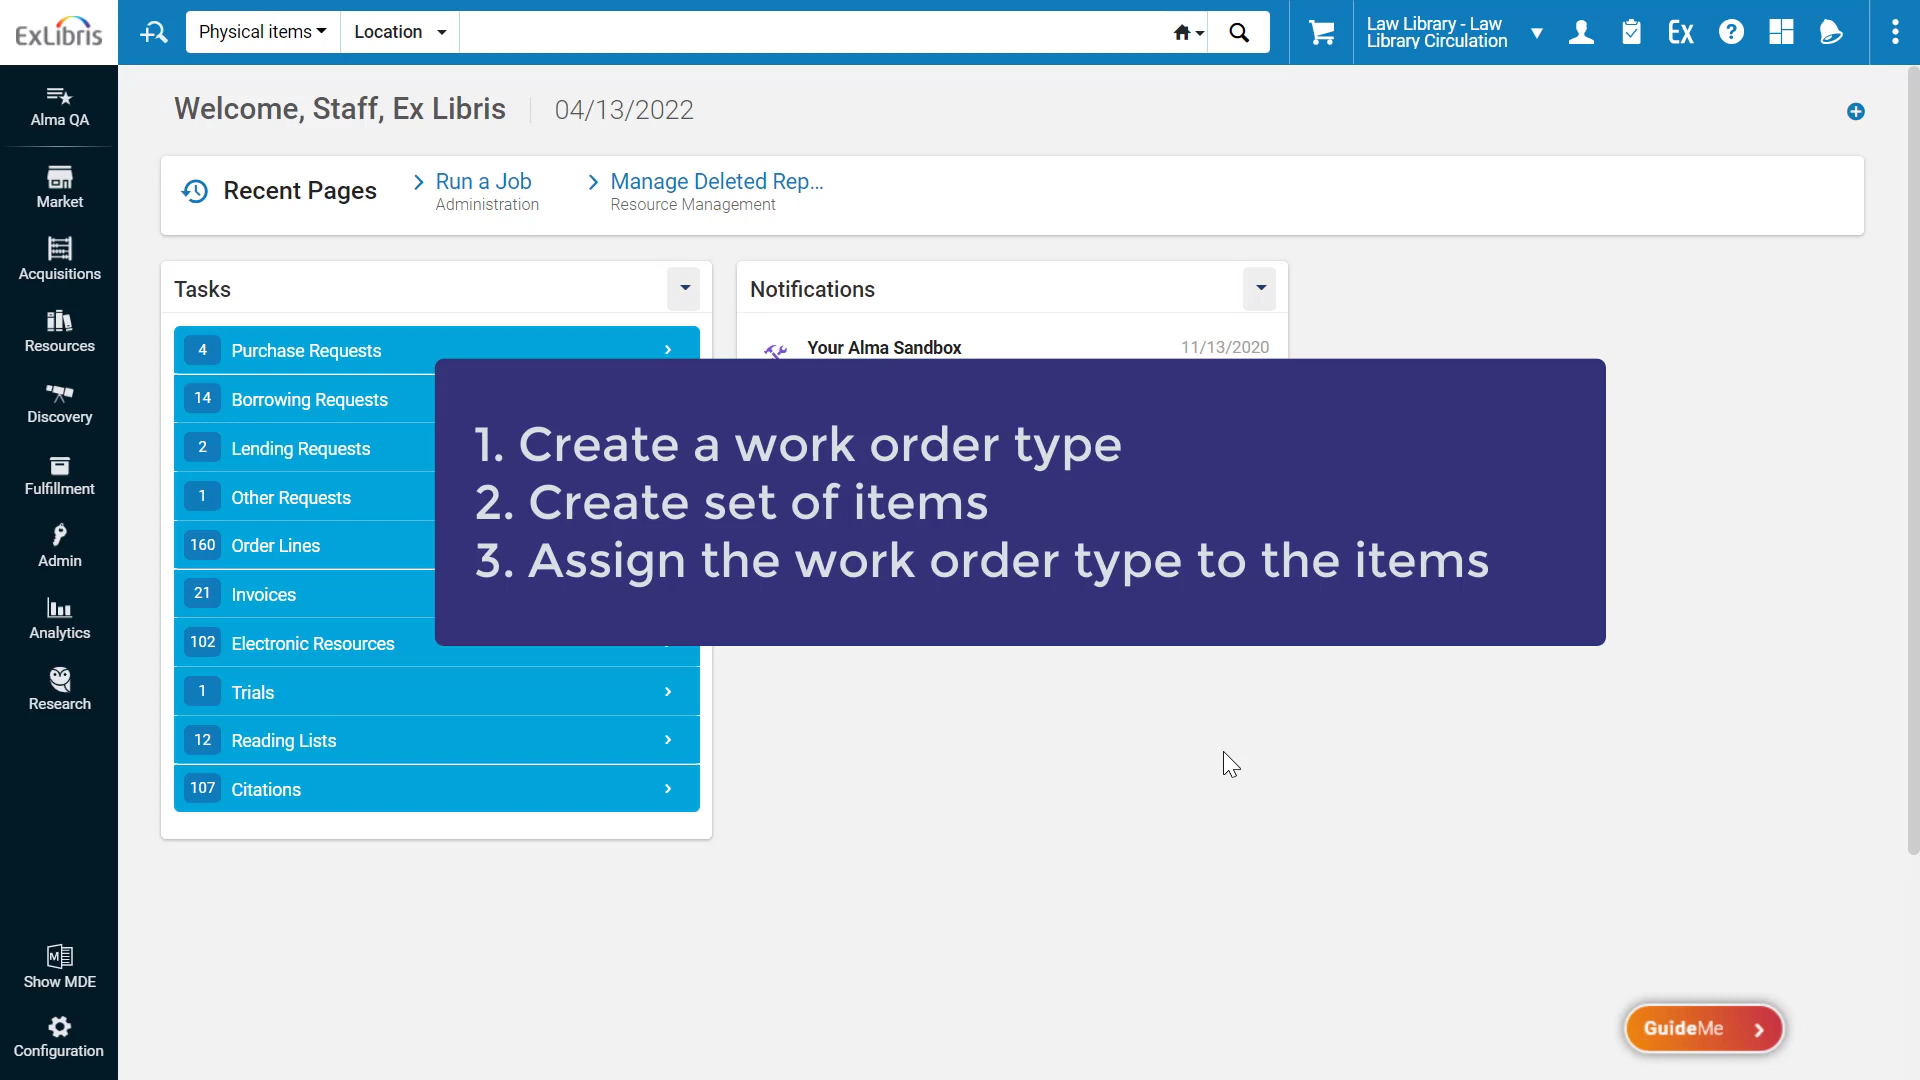 ExLibris
Physical items
Location
Law Library - Law
Library Circulation
Ex
Alma QA
Market
Acquisitions
Resources
Discovery
Fulfillment
Admin
Analytics
Research
Show MDE
Configuration
Welcome, Staff, Ex Libris
04/13/2022
Recent Pages
Run a Job
Administration
Manage Deleted Rep...
Resource Management
Tasks
4 Purchase Requests
14 Borrowing Requests
2 Lending Requests
1 Other Requests
160 Order Lines
21 Invoices
102 Electronic Resources
1 Trials
12 Reading Lists
107 Citations
Notifications
Your Alma Sandbox
11/13/2020
1. Create a work order type
2. Create set of items
3. Assign the work order type to the items
GuideMe